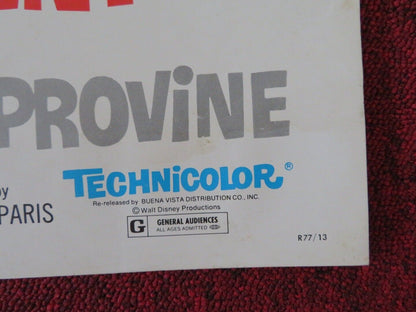 PROViNE
by
TECHNiCOLOR®
PARIS
Re-released by BUENA VISTA DISTRIBUTION CO., INC.
© Walt Disney Productions
G GENERAL AUDIENCES
ALL AGES ADMITTED
R77/13